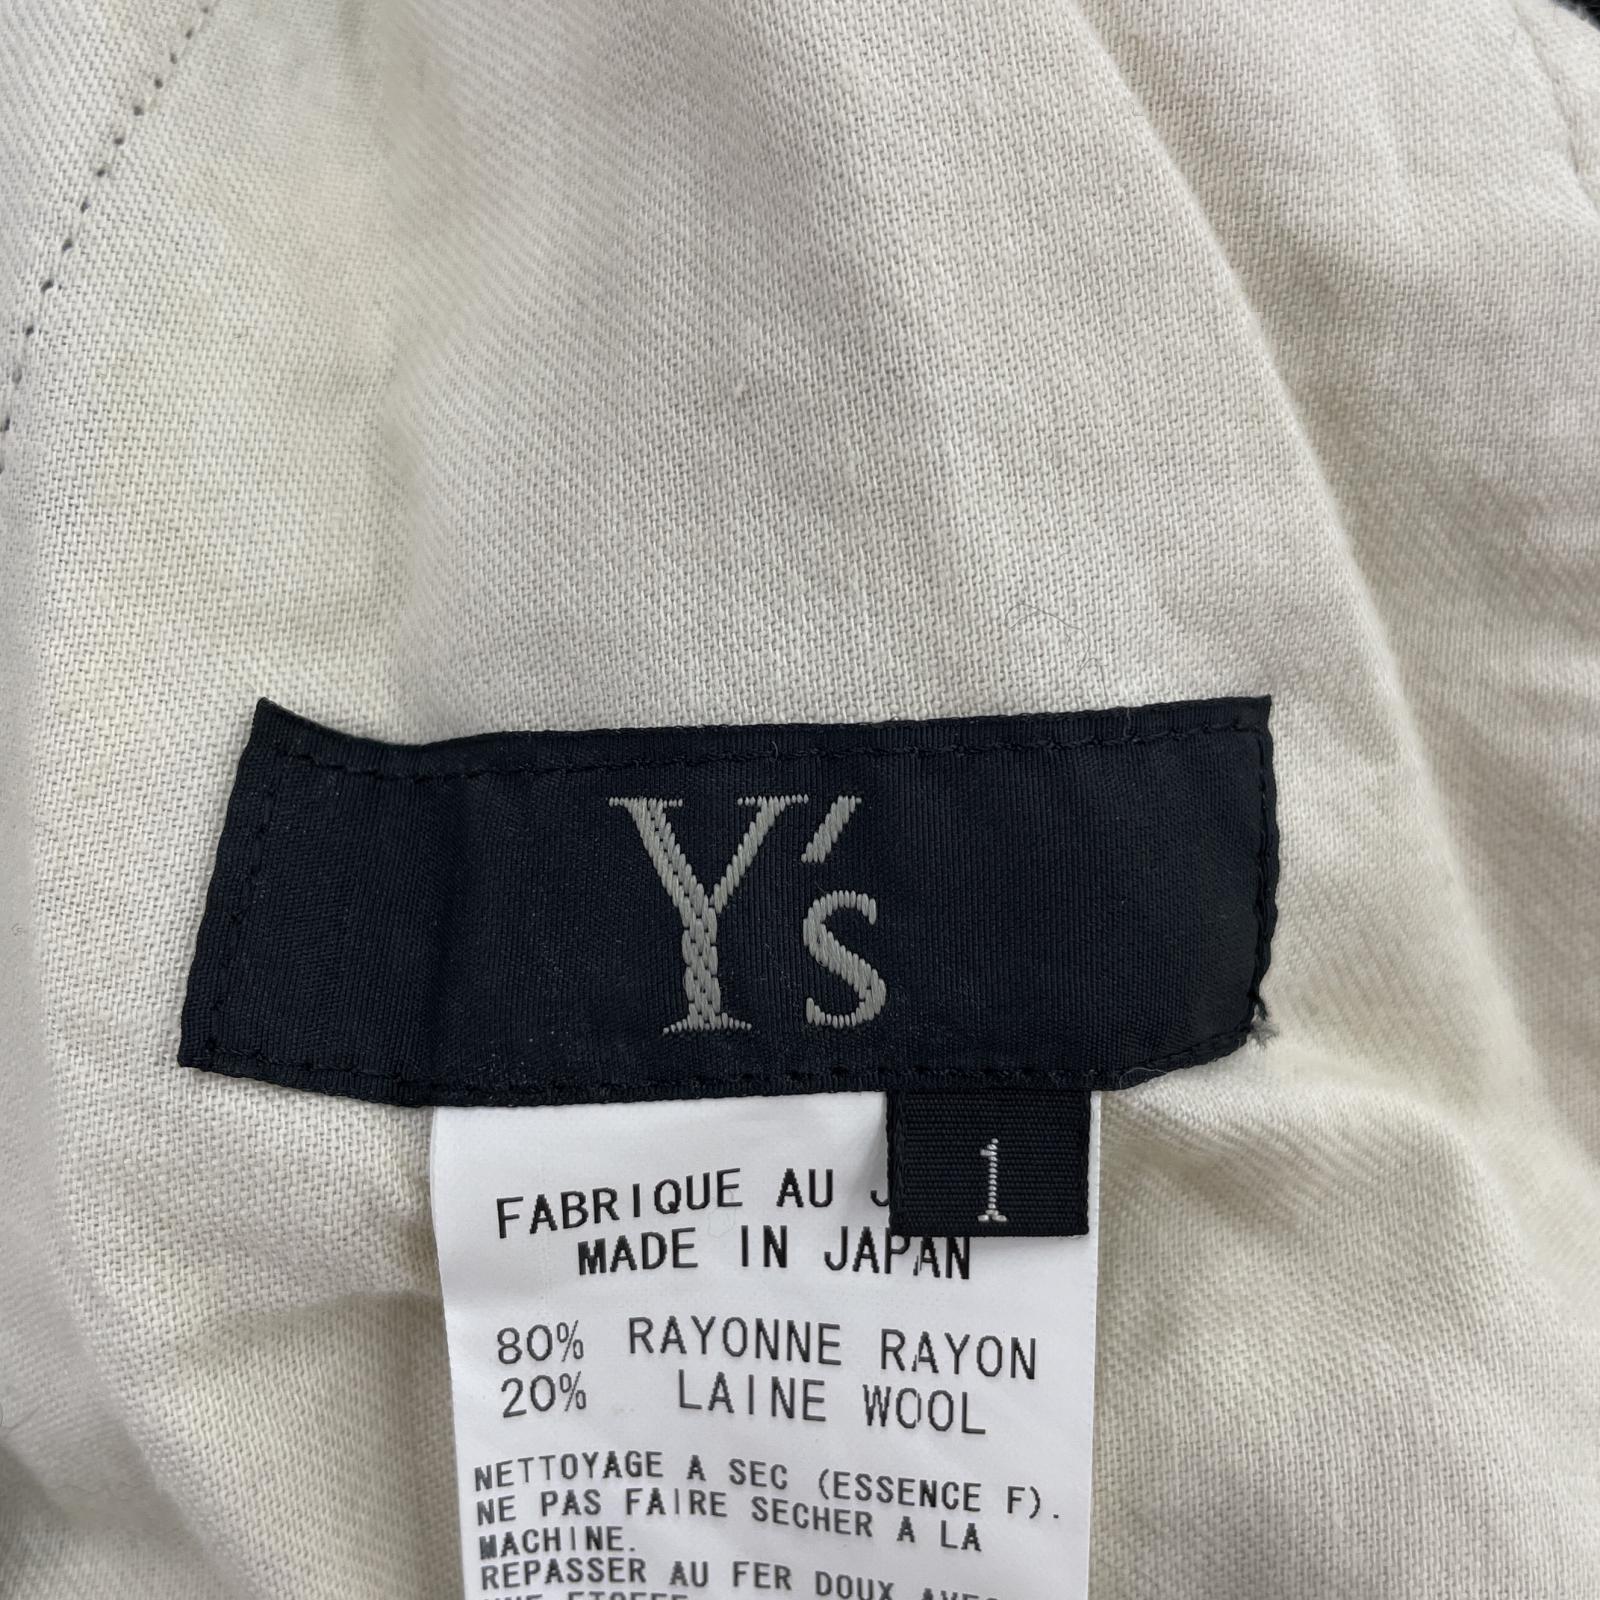 Y's
1
FABRIQUE AU
MADE IN JAPAN
80% RAYONNE RAYON
20% LAINE WOOL
NETTOYAGE A SEC (ESSENCE F).
NE PAS FAIRE SECHER A LA
MACHINE.
REPASSER AU FER DOUX